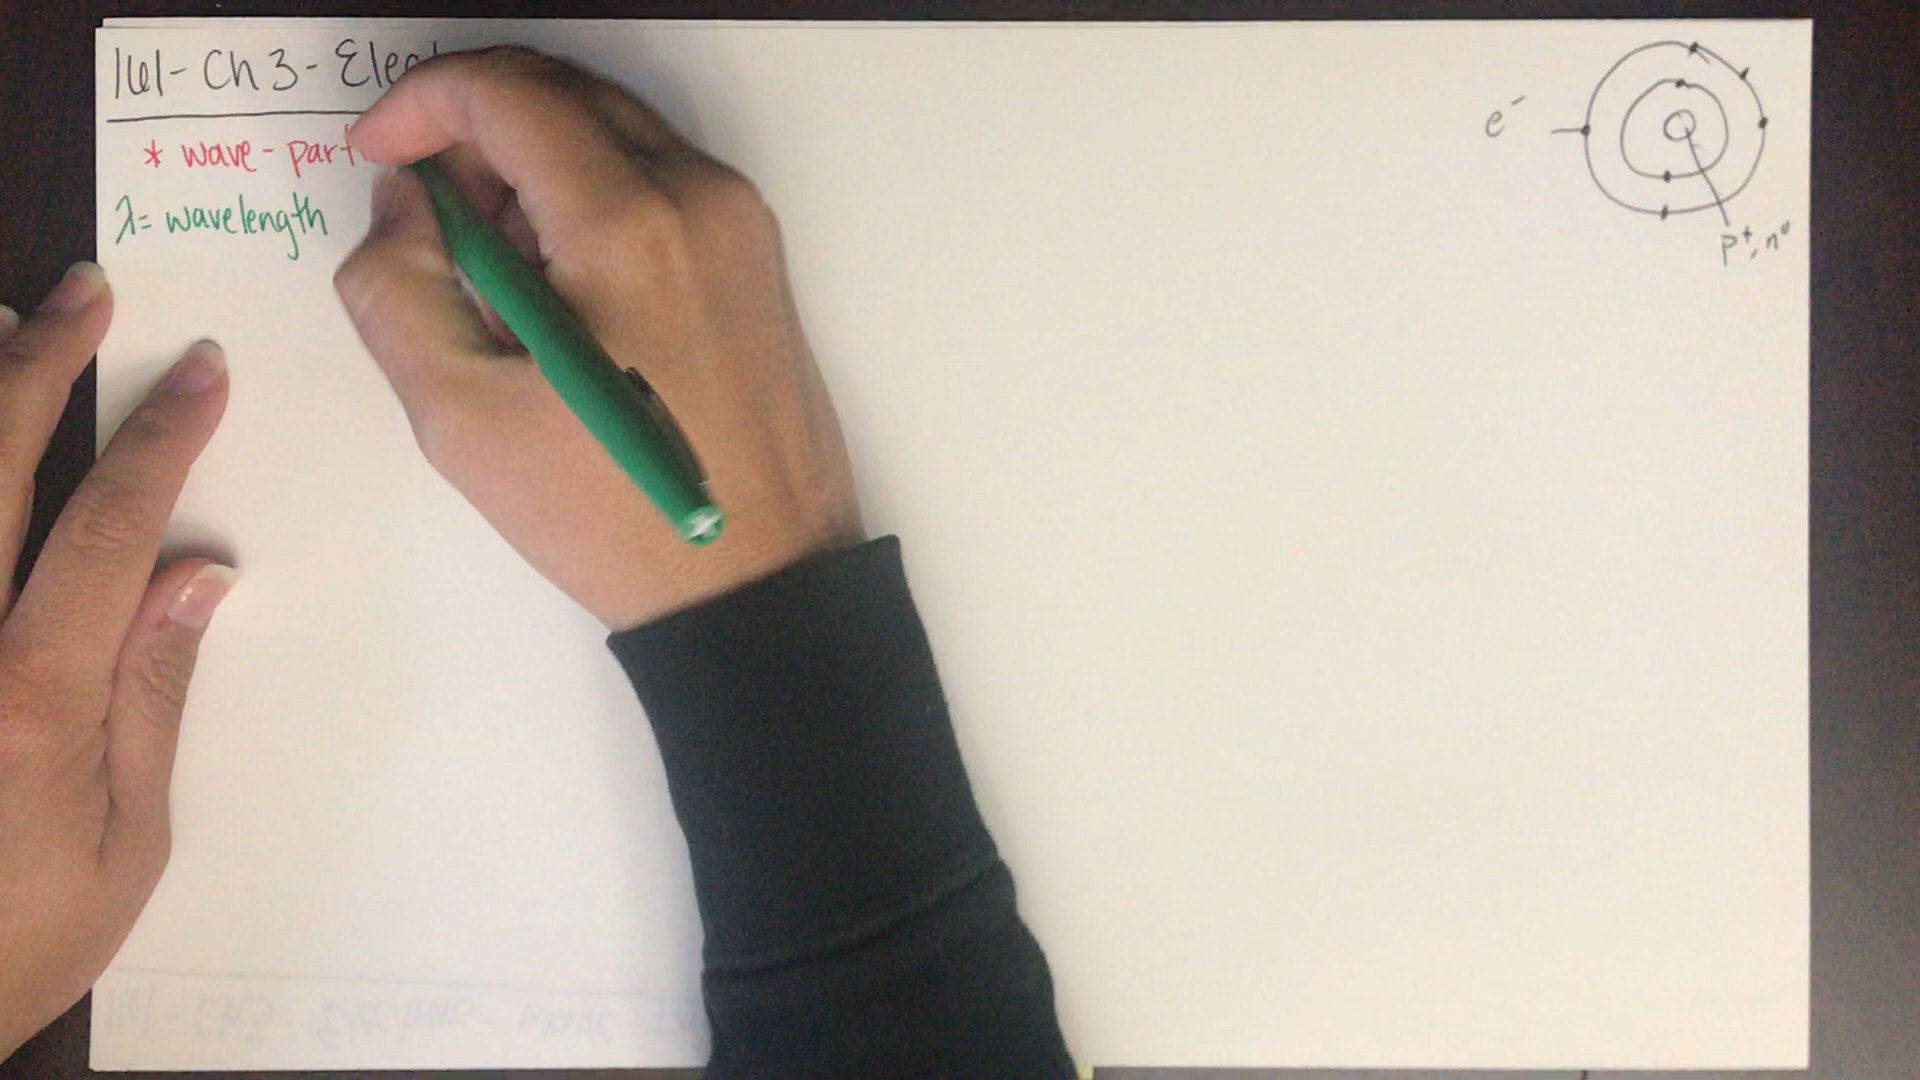 161- Ch 3- Elec
* wave-part
λ= wavelength
e⁻
p⁺, n⁰